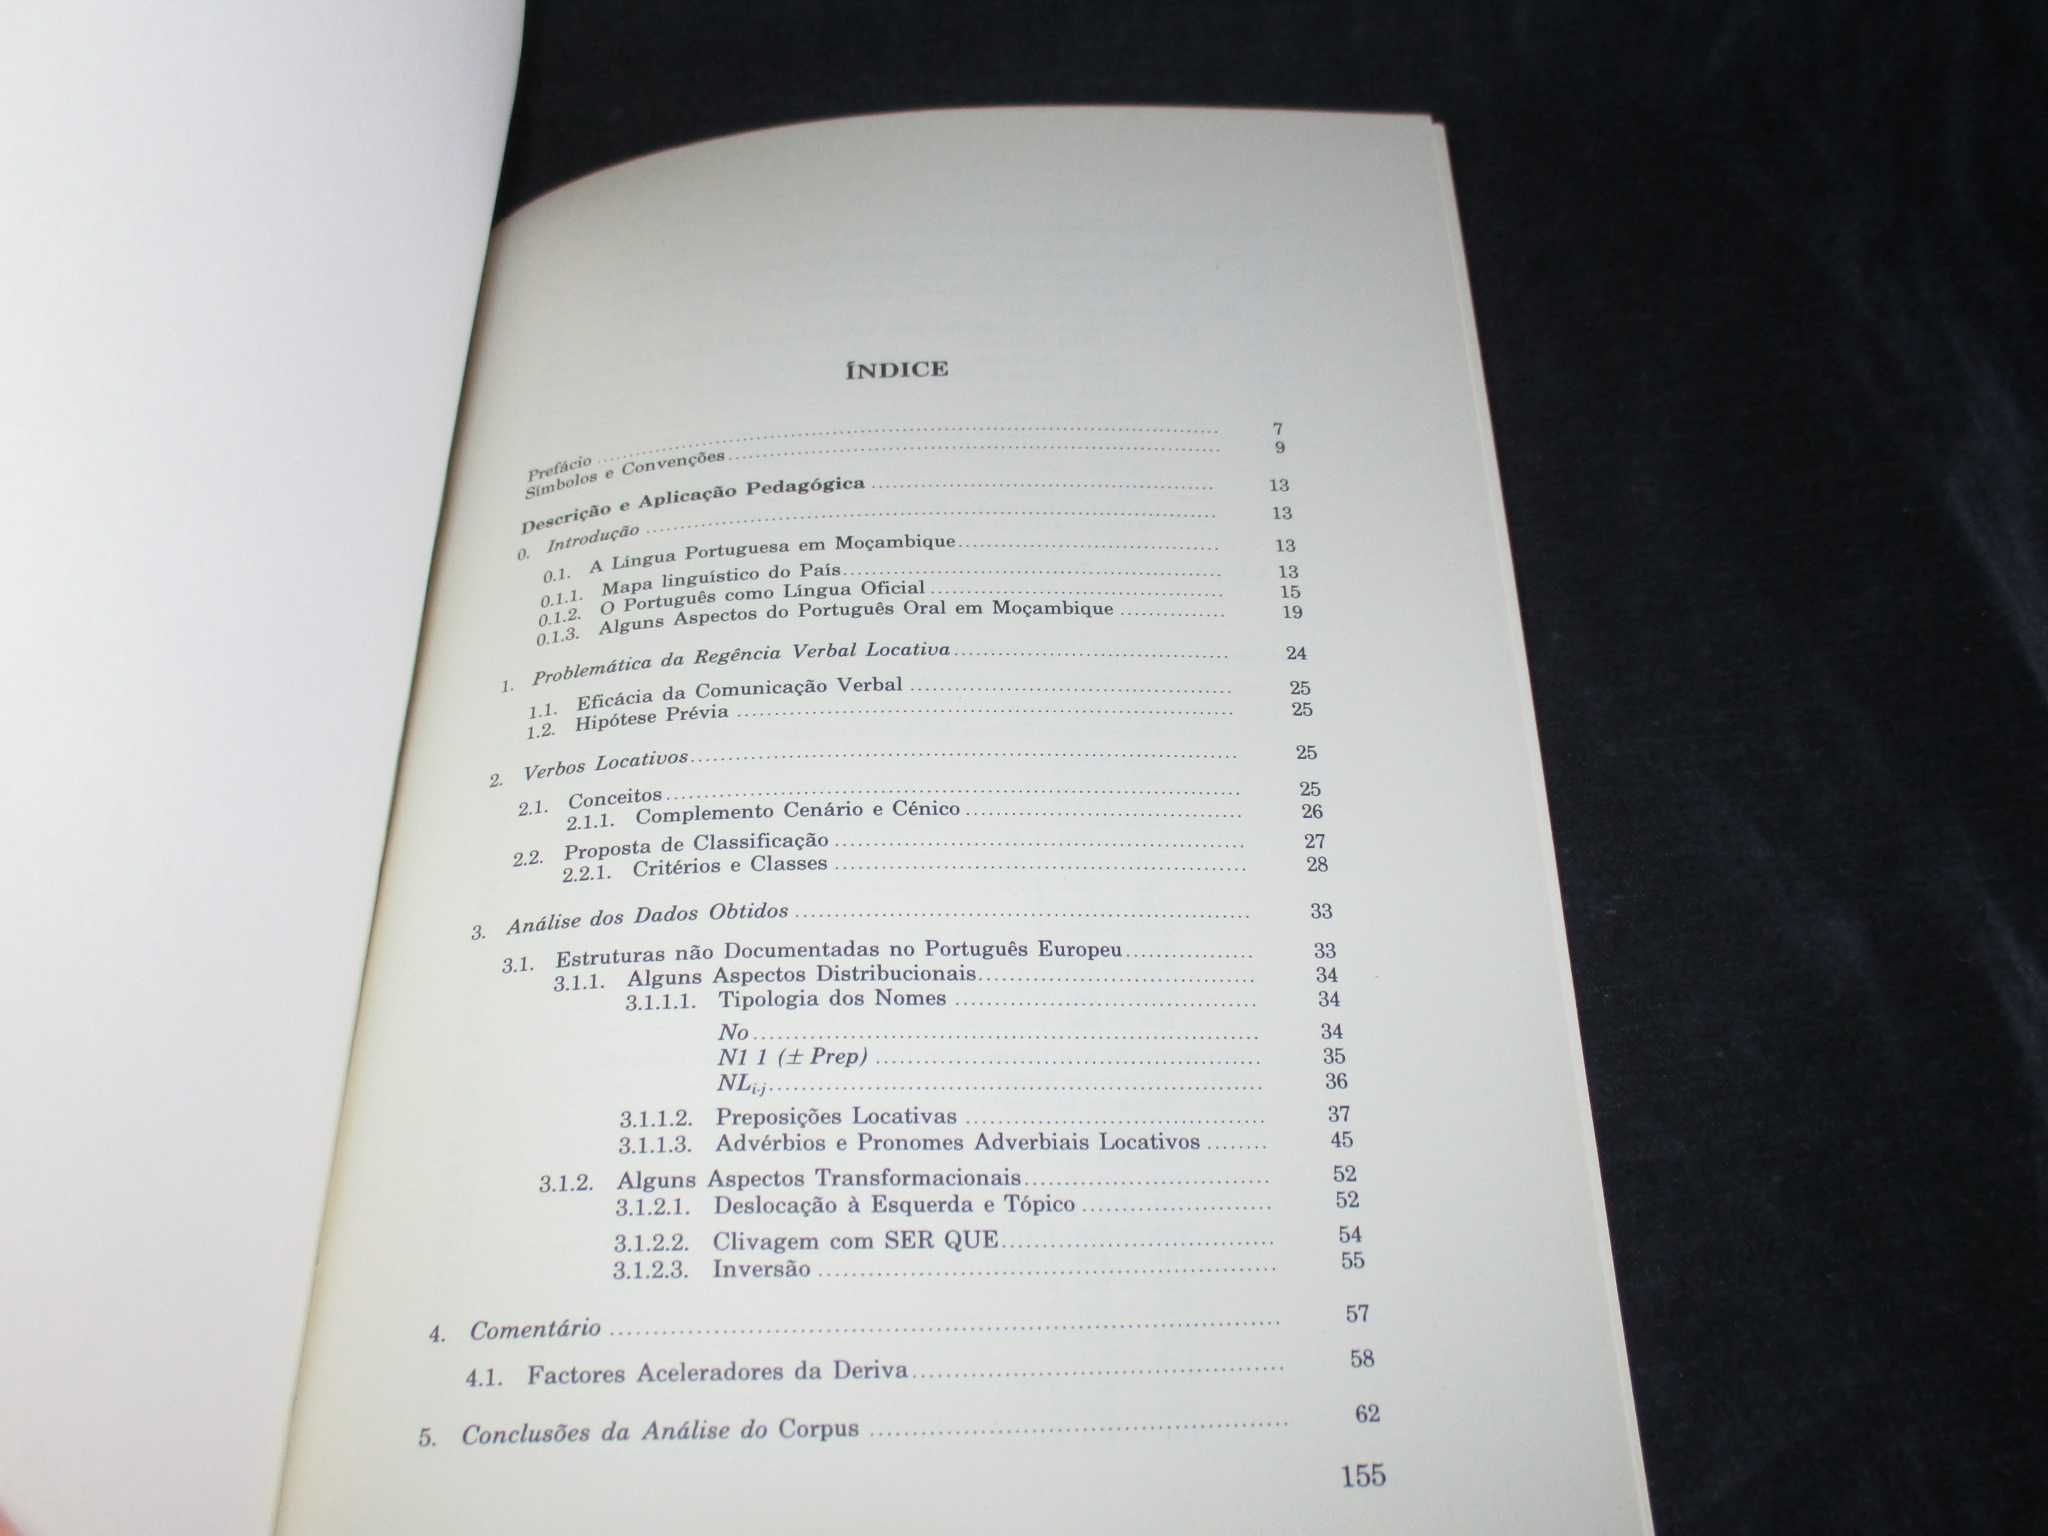 ÍNDICE
Prefácio ........ 7
Símbolos e Convenções ........ 9
Descrição e Aplicação Pedagógica ........ 13
0. Introdução ........ 13
0.1. A Língua Portuguesa em Moçambique ........ 13
0.1.1. Mapa linguístico do País ........ 13
0.1.2. O Português como Língua Oficial ........ 15
0.1.3. Alguns Aspectos do Português Oral em Moçambique ........ 19
1. Problemática da Regência Verbal Locativa ........ 24
1.1. Eficácia da Comunicação Verbal ........ 25
1.2. Hipótese Prévia ........ 25
2. Verbos Locativos ........ 25
2.1. Conceitos ........ 25
2.1.1. Complemento Cenário e Cénico ........ 26
2.2. Proposta de Classificação ........ 27
2.2.1. Critérios e Classes ........ 28
3. Análise dos Dados Obtidos ........ 33
3.1. Estruturas não Documentadas no Português Europeu ........ 33
3.1.1. Alguns Aspectos Distribucionais ........ 34
3.1.1.1. Tipologia dos Nomes ........ 34
No ........ 34
N1 1 (± Prep) ........ 35
NLi-j ........ 36
3.1.1.2. Preposições Locativas ........ 37
3.1.1.3. Advérbios e Pronomes Adverbiais Locativos ........ 45
3.1.2. Alguns Aspectos Transformacionais ........ 52
3.1.2.1. Deslocação à Esquerda e Tópico ........ 52
3.1.2.2. Clivagem com SER QUE ........ 54
3.1.2.3. Inversão ........ 55
4. Comentário ........ 57
4.1. Factores Aceleradores da Deriva ........ 58
5. Conclusões da Análise do Corpus ........ 62
155